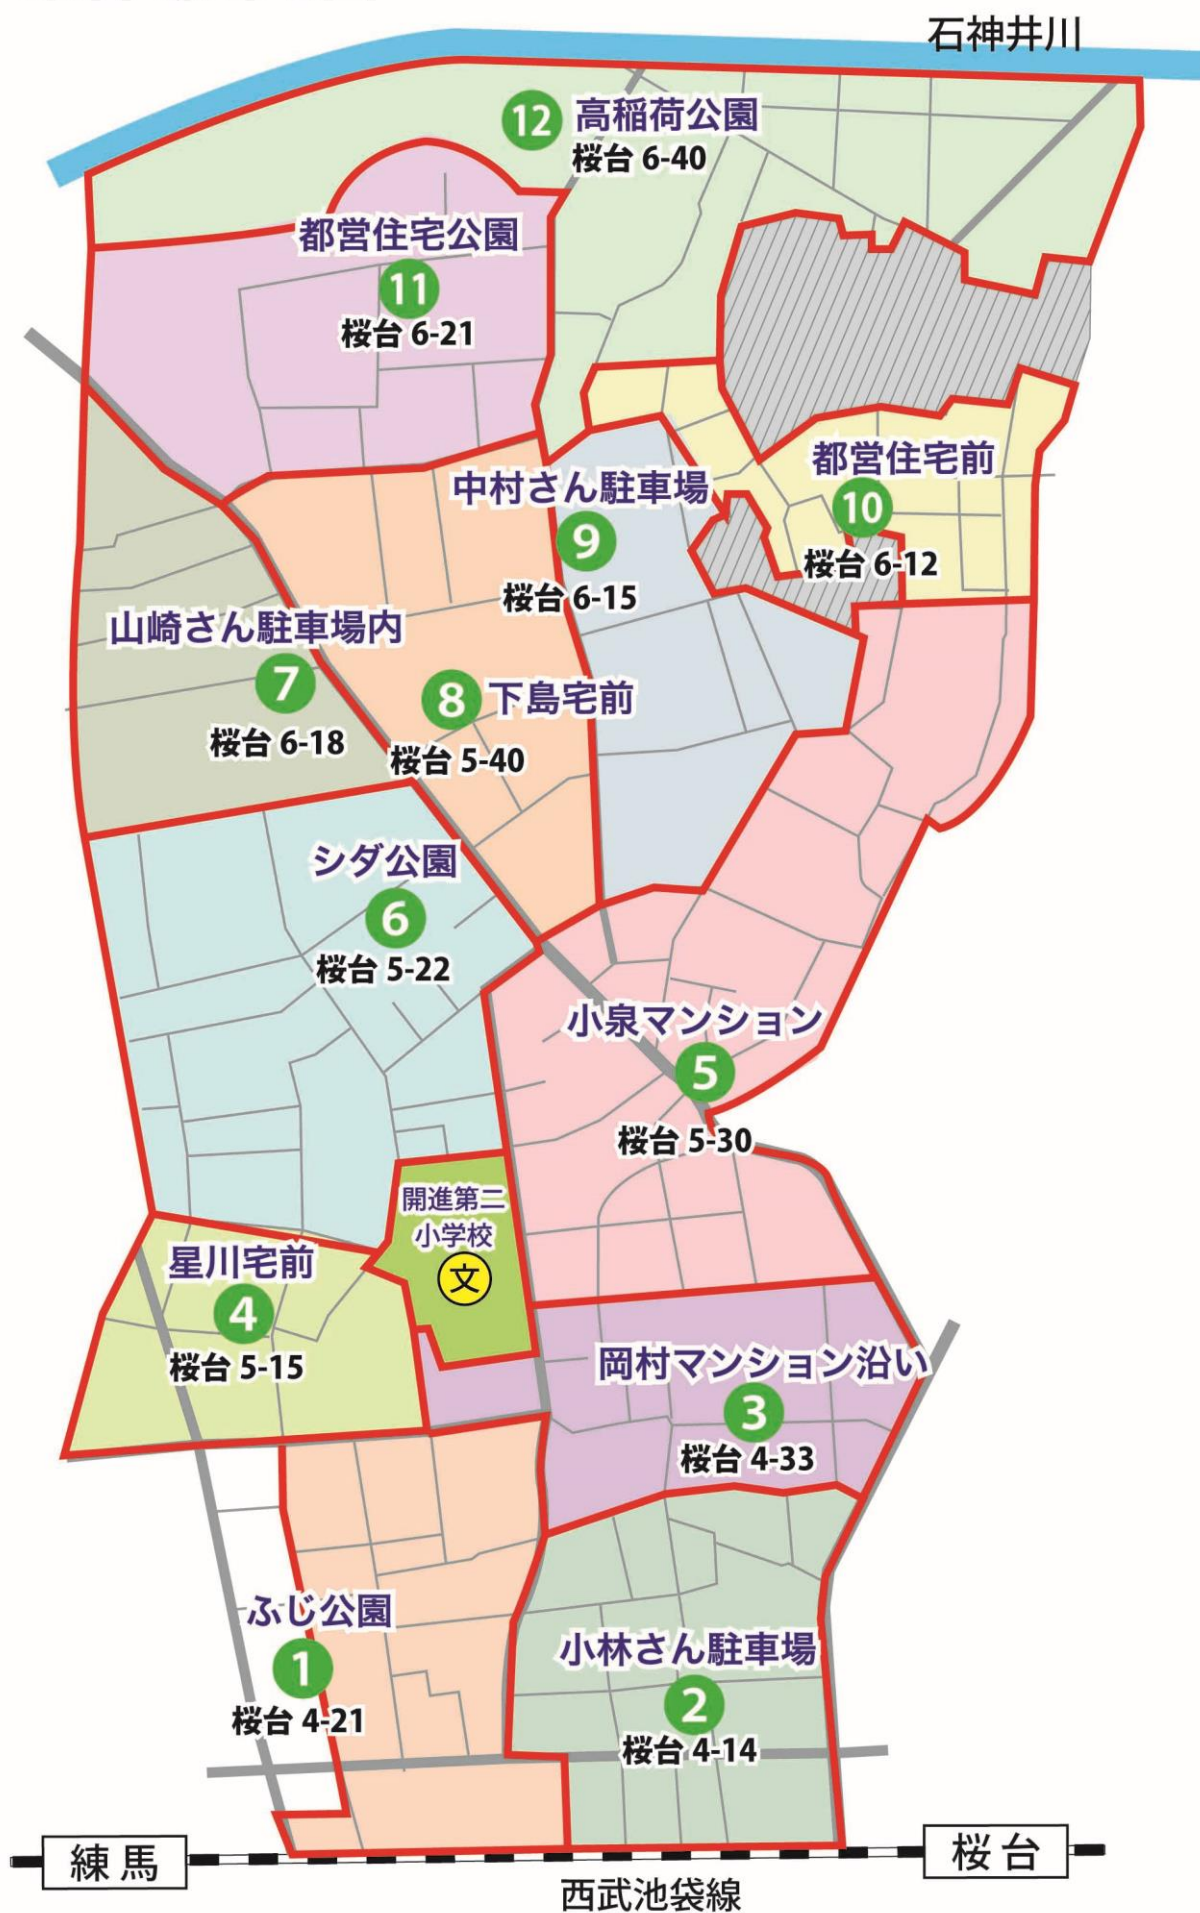 石神井川
12 高稲荷公園
桜台 6-40
都営住宅公園
11
桜台 6-21
都営住宅前
10
桜台 6-12
中村さん駐車場
9
桜台 6-15
山崎さん駐車場内
7
桜台 6-18
8 下島宅前
桜台 5-40
シダ公園
6
桜台 5-22
小泉マンション
5
桜台 5-30
開進第二
小学校
文
星川宅前
4
桜台 5-15
岡村マンション沿い
3
桜台 4-33
ふじ公園
1
桜台 4-21
小林さん駐車場
2
桜台 4-14
練馬
桜台
西武池袋線